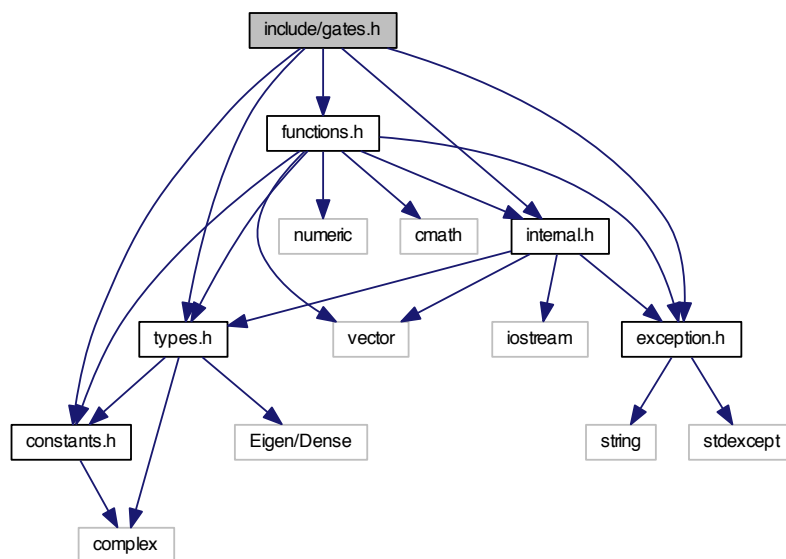 include/gates.h
functions.h
numeric
cmath
internal.h
types.h
vector
iostream
exception.h
constants.h
Eigen/Dense
string
stdexcept
complex